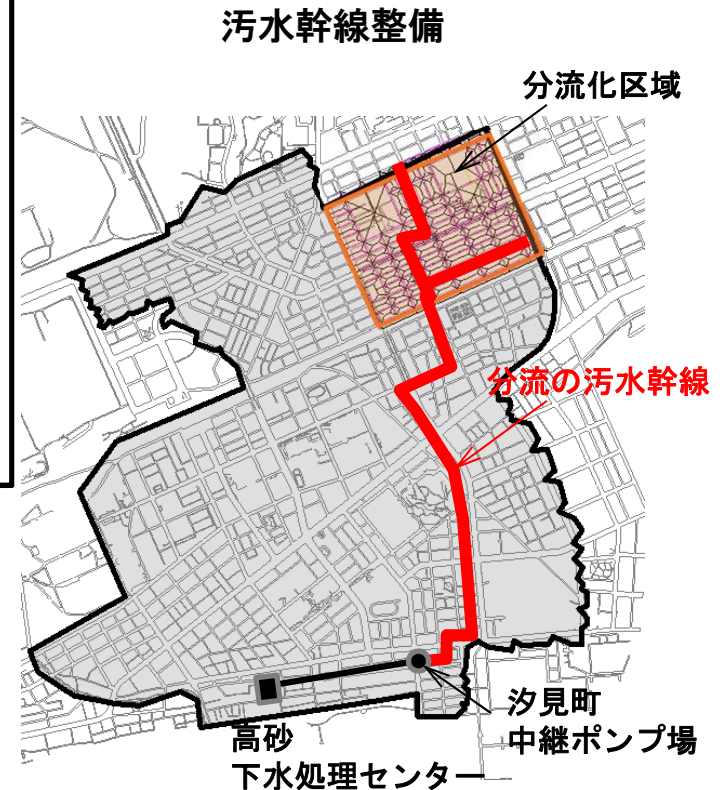 汚水幹線整備
分流化区域
分流の汚水幹線
汐見町
中継ポンプ場
高砂
下水処理センター